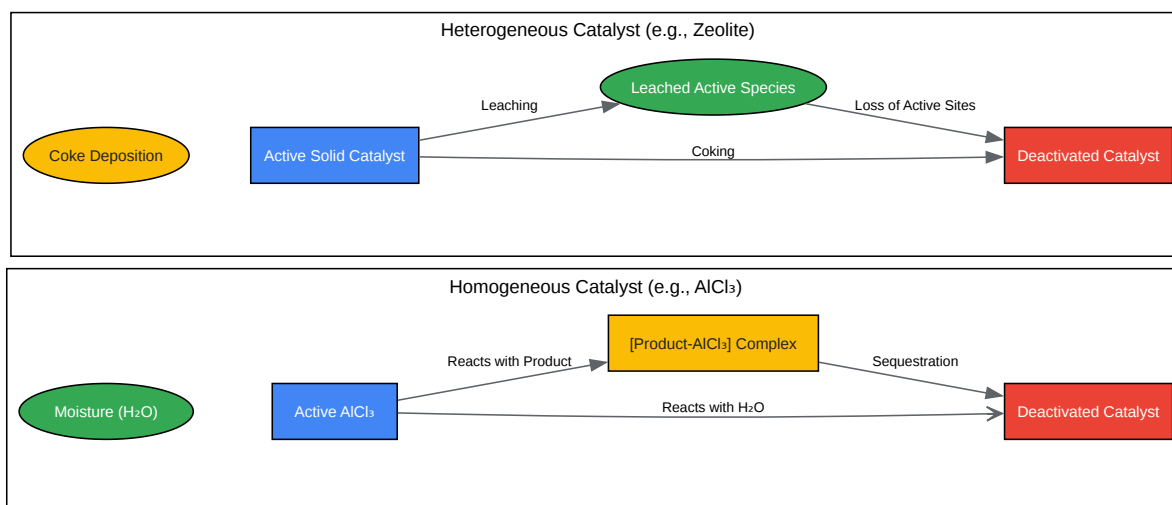 Heterogeneous Catalyst (e.g., Zeolite)
Leached Active Species
Leaching
Loss of Active Sites
Coke Deposition
Active Solid Catalyst
Coking
Deactivated Catalyst
Homogeneous Catalyst (e.g., AlCl₃)
[Product-AlCl₃] Complex
Reacts with Product
Sequestration
Moisture (H₂O)
Active AlCl₃
Reacts with H₂O
Deactivated Catalyst